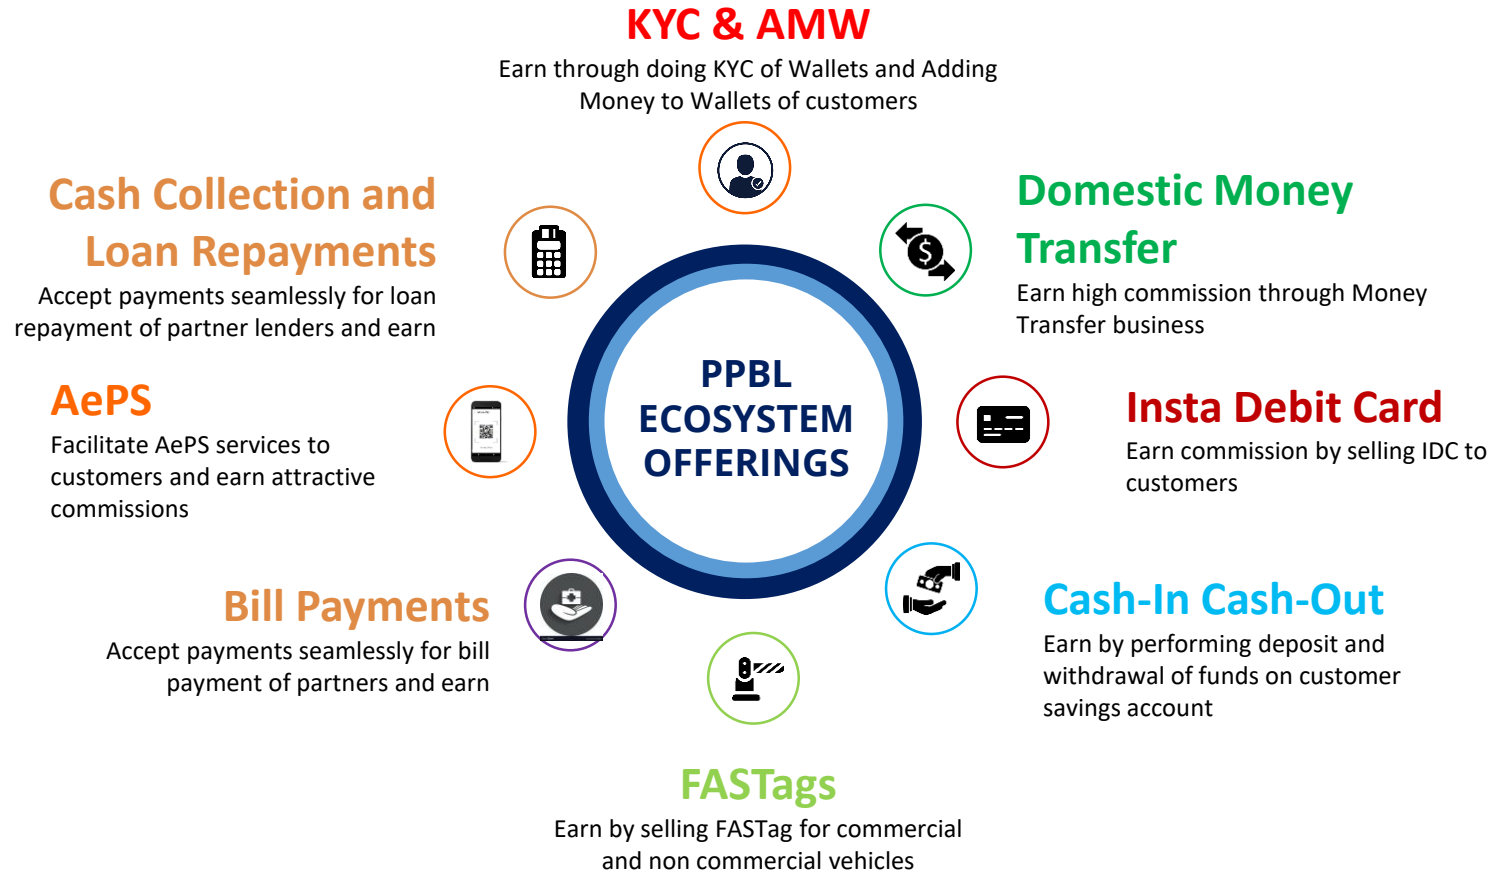 KYC & AMW
Earn through doing KYC of Wallets and Adding
Money to Wallets of customers
Cash Collection and
Loan Repayments
Accept payments seamlessly for loan
repayment of partner lenders and earn
Domestic Money
Transfer
Earn high commission through Money
Transfer business
AePS
Facilitate AePS services to
customers and earn attractive
commissions
PPBL
ECOSYSTEM
OFFERINGS
Insta Debit Card
Earn commission by selling IDC to
customers
Bill Payments
Accept payments seamlessly for bill
payment of partners and earn
Cash-In Cash-Out
Earn by performing deposit and
withdrawal of funds on customer
savings account
FASTags
Earn by selling FASTag for commercial
and non commercial vehicles